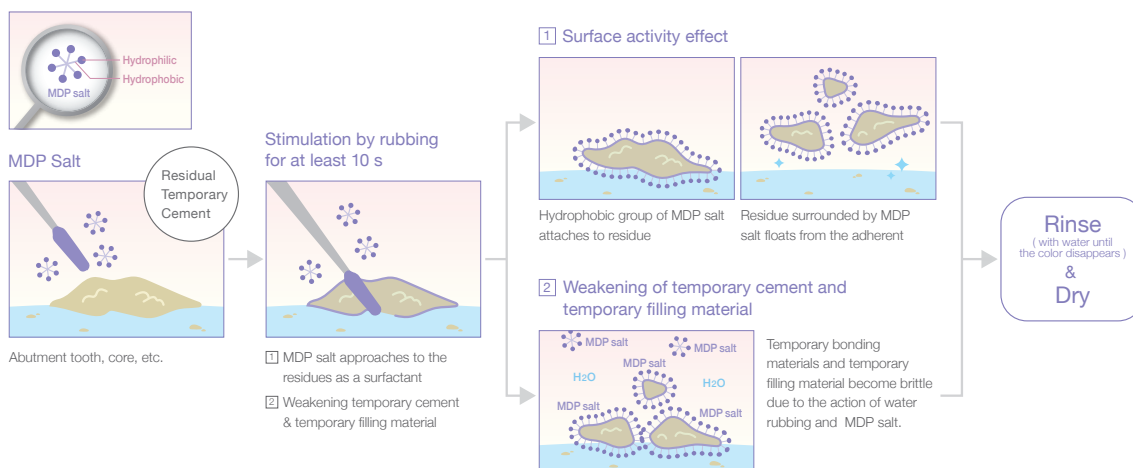 Hydrophilic
Hydrophobic
MDP salt
MDP Salt
Residual
Temporary
Cement
Abutment tooth, core, etc.
Stimulation by rubbing
for at least 10 s
1 MDP salt approaches to the
residues as a surfactant
2 Weakening temporary cement
& temporary filling material
1 Surface activity effect
Hydrophobic group of MDP salt
attaches to residue
Residue surrounded by MDP
salt floats from the adherent
2 Weakening of temporary cement and
temporary filling material
MDP salt
MDP salt
MDP salt
H2O
H2O
MDP salt
MDP salt
Temporary bonding
materials and temporary
filling material become brittle
due to the action of water
rubbing and MDP salt.
Rinse
( with water until
the color disappears )
&
Dry